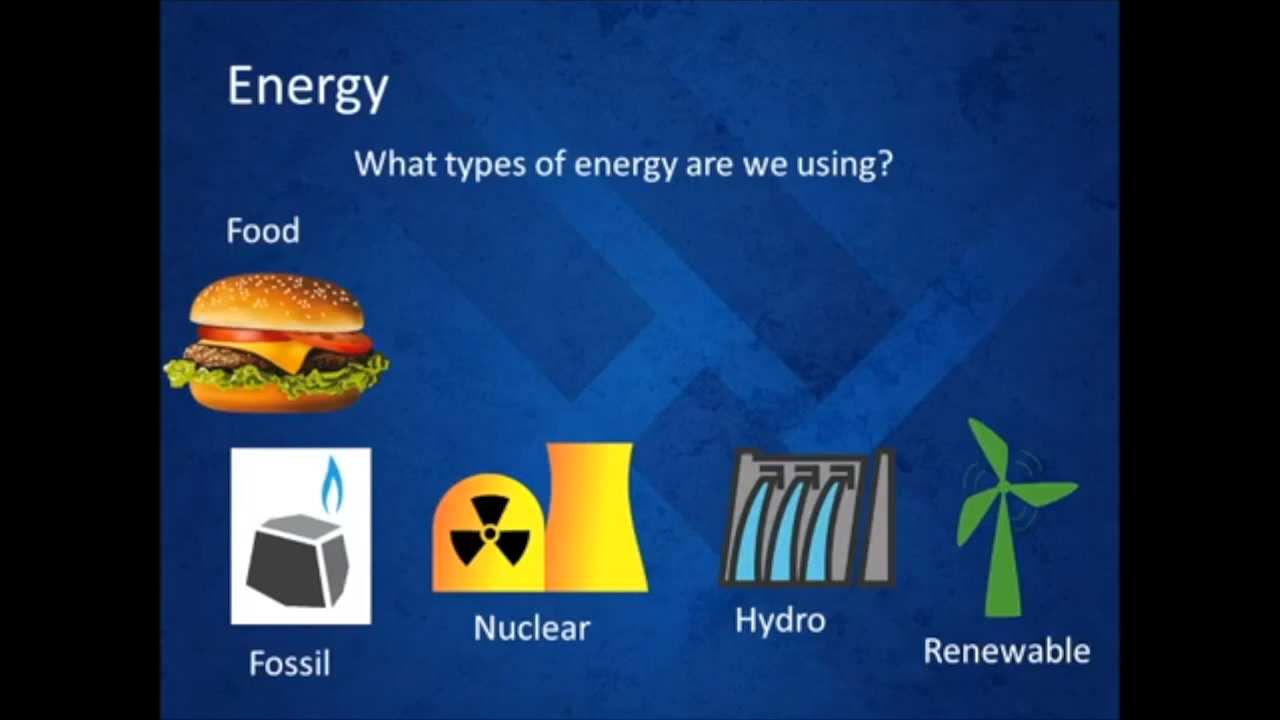 Energy
What types of energy are we using?
Food
Fossil
Nuclear
Hydro
Renewable